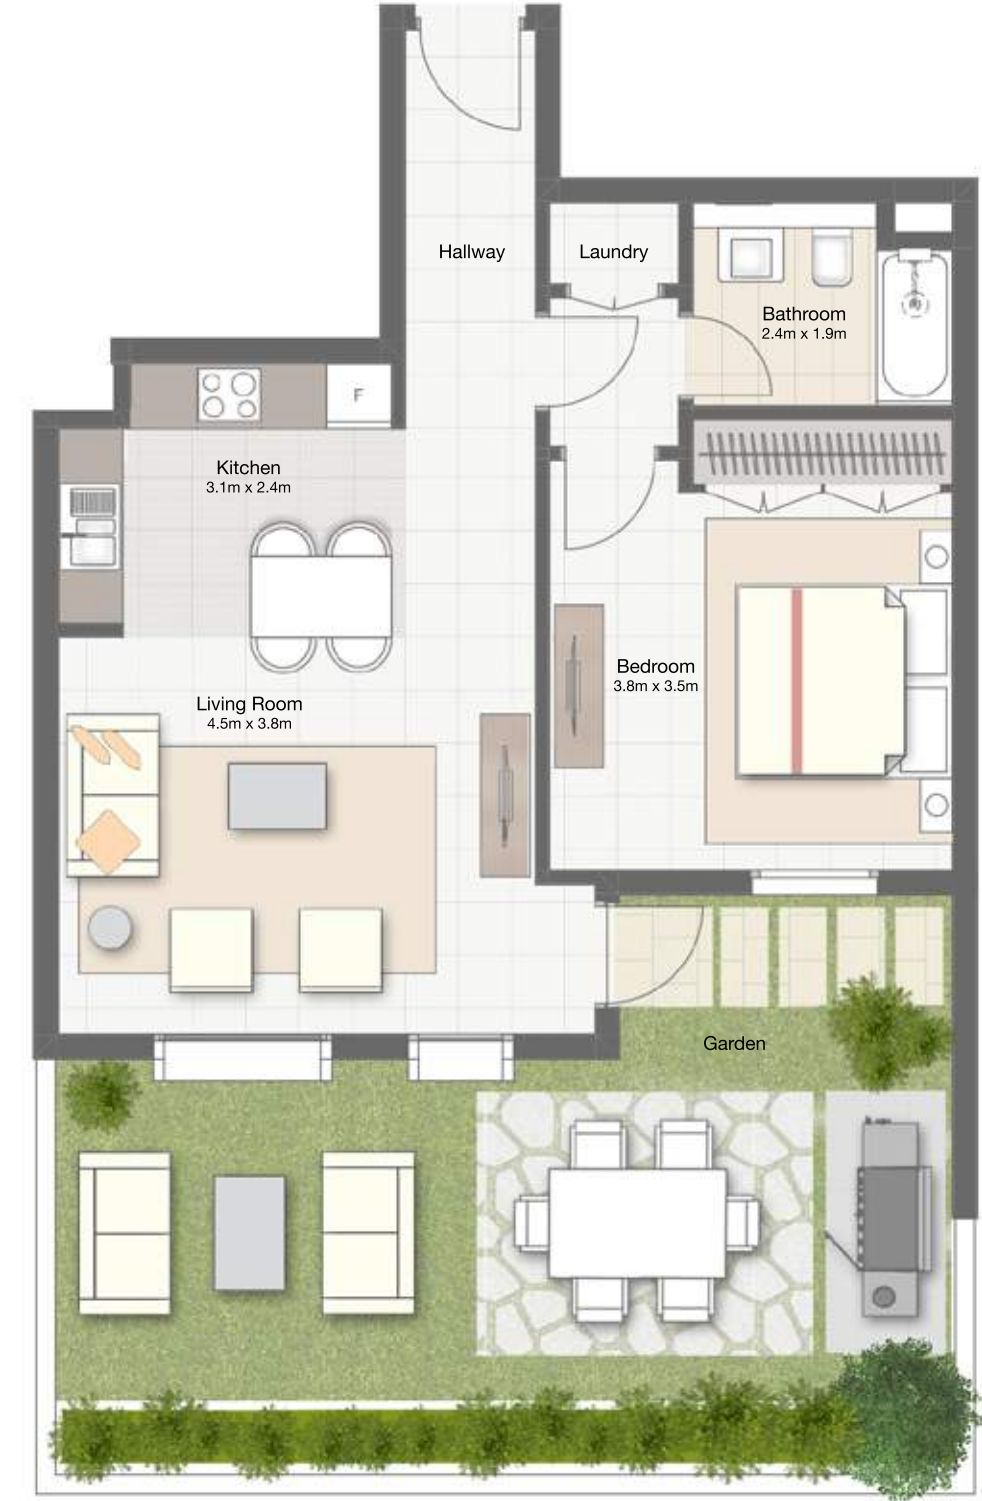 Hallway
Laundry
Bathroom
2.4m x 1.9m
F
Kitchen
3.1m x 2.4m
Bedroom
3.8m x 3.5m
Living Room
4.5m x 3.8m
Garden